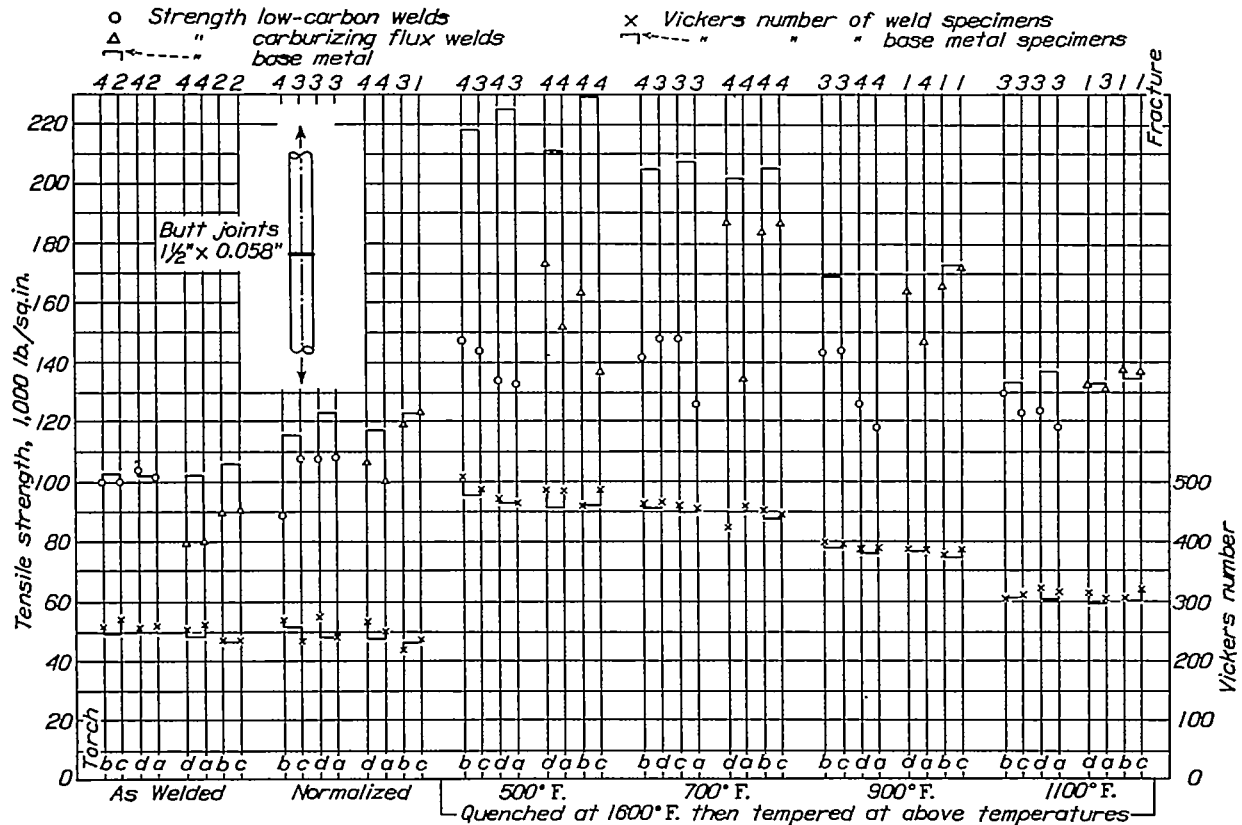 o Strength low-carbon welds
△ " carburizing flux welds
" base metal
x Vickers number of weld specimens
" " " base metal specimens
Fracture
4 2 4 2 4 4 2 2 4 3 3 3 4 4 3 1 4 3 4 3 4 4 4 4 4 3 3 3 4 4 4 4 3 3 4 4 1 4 1 1 3 3 3 3 1 3 1 1
220
200
180
160
140
120
100
80
60
40
20
0
Tensile strength, 1,000 lb./sq.in.
Butt joints
1½" x 0.058"
500
400
300
200
100
0
Vickers number
Torch
b c d a d a b c b c d a d a b c b c d a d a b c b c d a d a b c b c d a d a b c b c d a d a b c
As Welded Normalized 500°F. 700°F. 900°F. 1100°F.
Quenched at 1600°F. then tempered at above temperatures